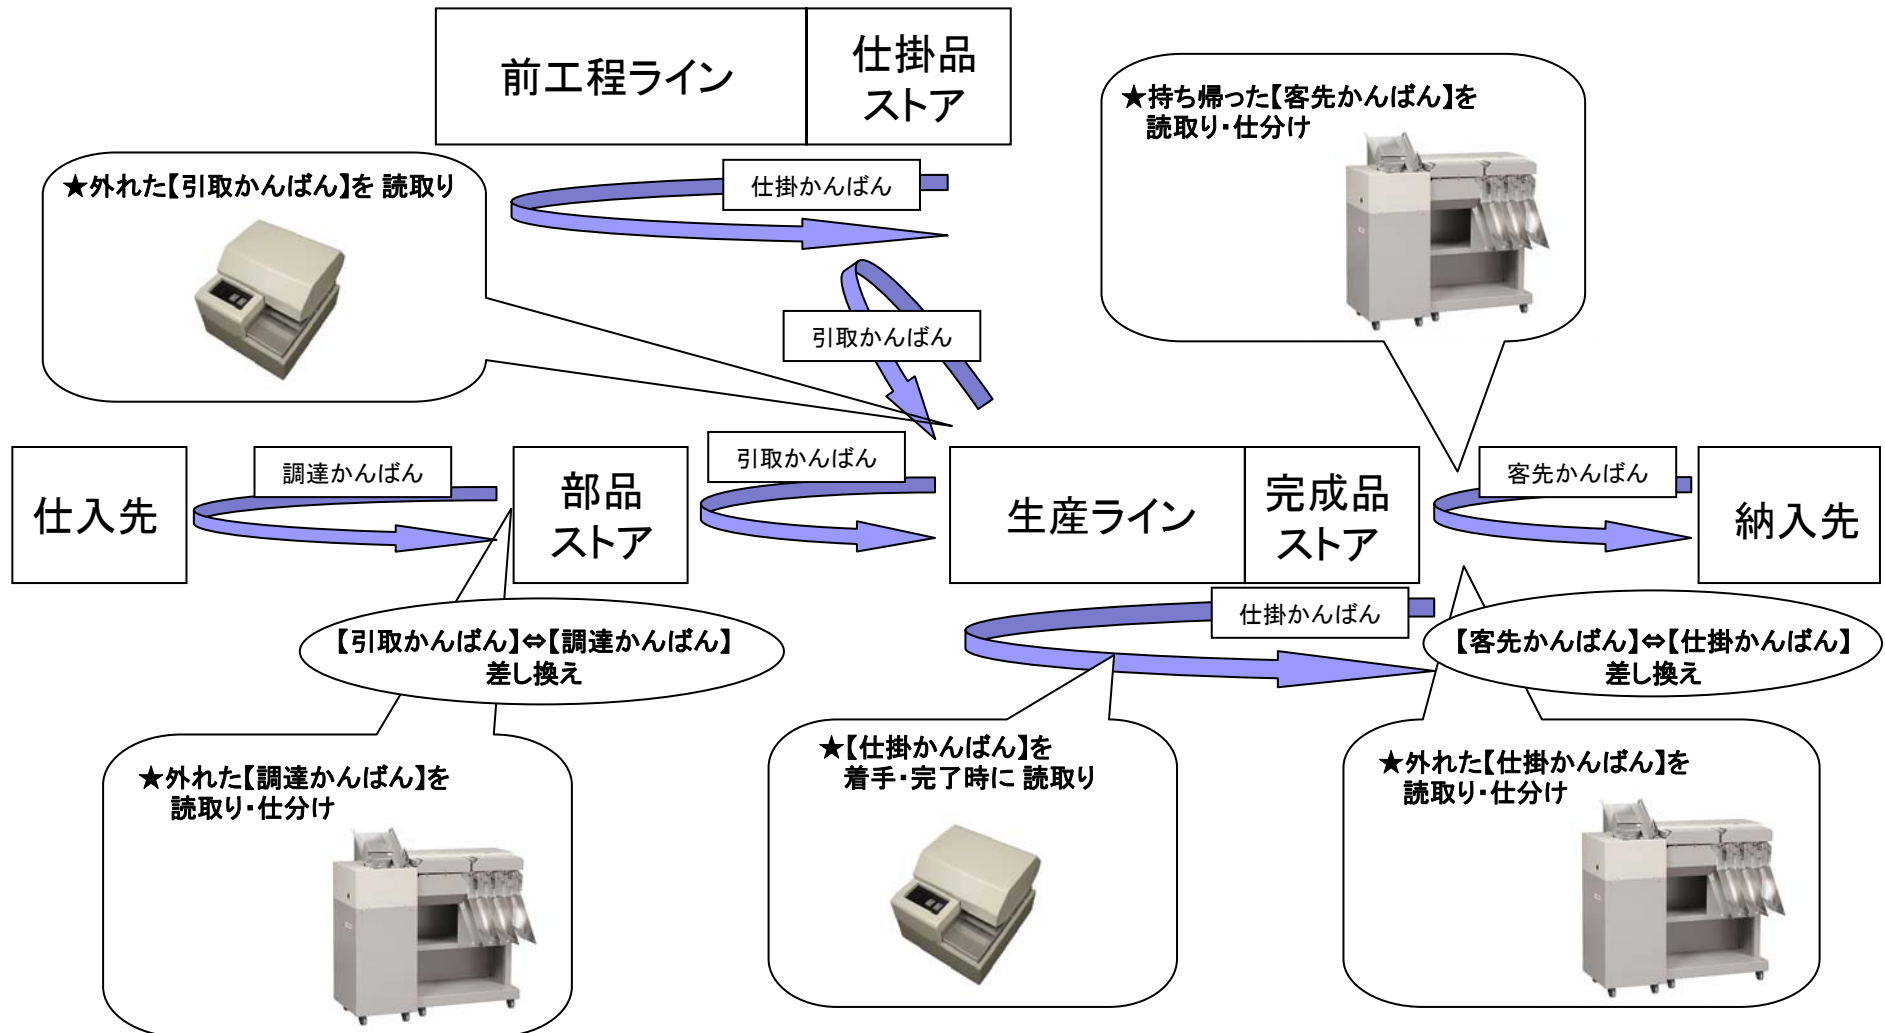 前工程ライン
仕掛品
ストア
★持ち帰った【客先かんばん】を
読取り・仕分け
★外れた【引取かんばん】を 読取り
仕掛かんばん
引取かんばん
仕入先
調達かんばん
部品
ストア
引取かんばん
生産ライン
完成品
ストア
客先かんばん
納入先
仕掛かんばん
【引取かんばん】⇔【調達かんばん】
差し換え
【客先かんばん】⇔【仕掛かんばん】
差し換え
★外れた【調達かんばん】を
読取り・仕分け
★【仕掛かんばん】を
着手・完了時に 読取り
★外れた【仕掛かんばん】を
読取り・仕分け